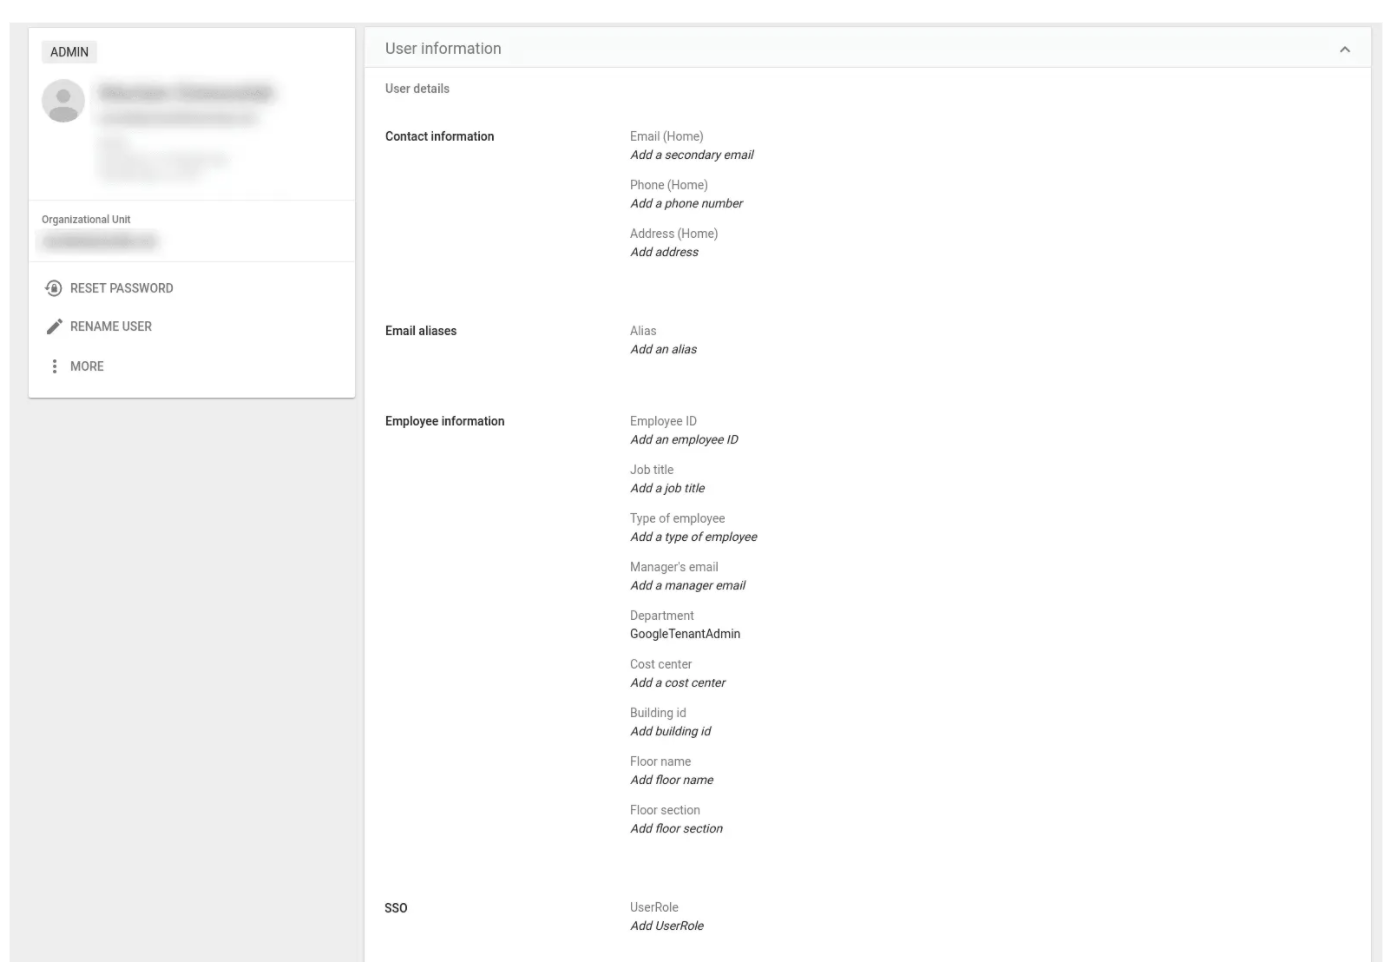 ADMIN
Organizational Unit
RESET PASSWORD
RENAME USER
MORE
User information
User details
Contact information
Email (Home)
Add a secondary email
Phone (Home)
Add a phone number
Address (Home)
Add address
Email aliases
Alias
Add an alias
Employee information
Employee ID
Add an employee ID
Job title
Add a job title
Type of employee
Add a type of employee
Manager's email
Add a manager email
Department
GoogleTenantAdmin
Cost center
Add a cost center
Building id
Add building id
Floor name
Add floor name
Floor section
Add floor section
SSO
UserRole
Add UserRole